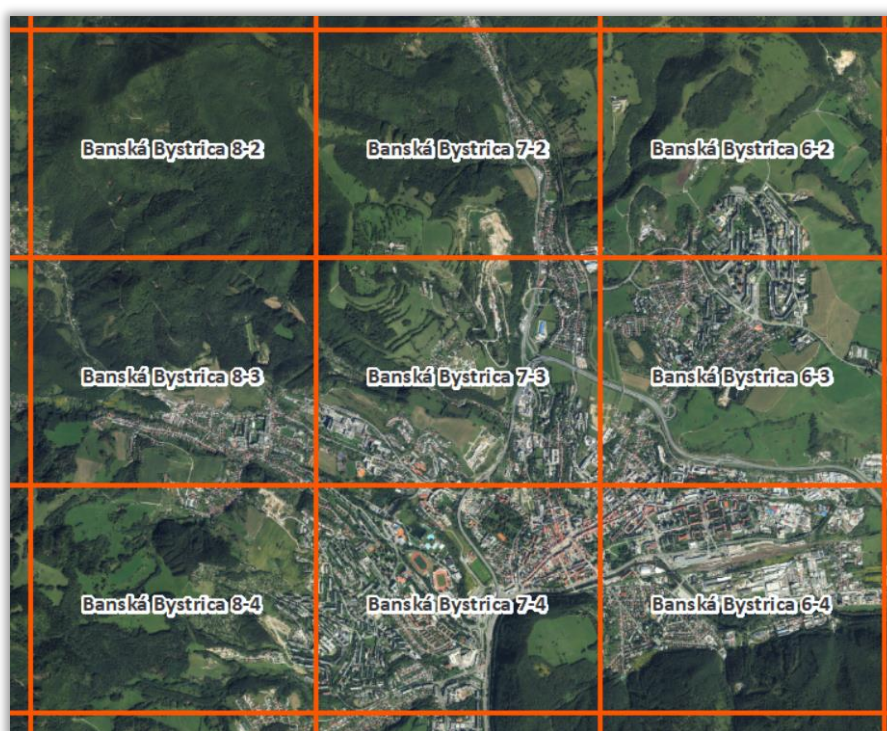 Banská Bystrica 8-2
Banská Bystrica 7-2
Banská Bystrica 6-2
Banská Bystrica 8-3
Banská Bystrica 7-3
Banská Bystrica 6-3
Banská Bystrica 8-4
Banská Bystrica 7-4
Banská Bystrica 6-4